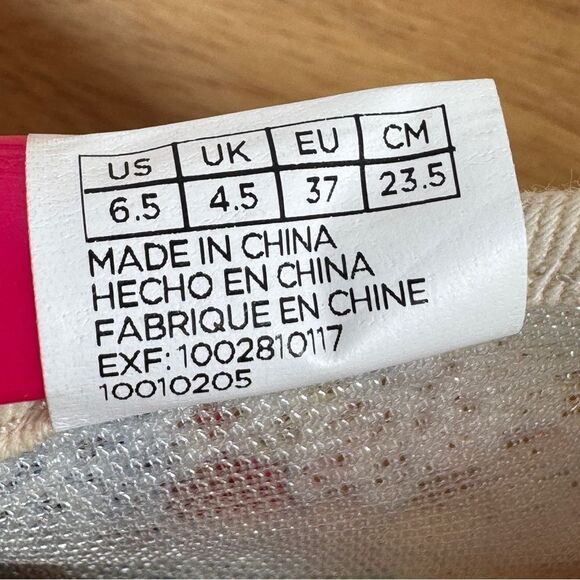 US UK EU CM
6.5 4.5 37 23.5
MADE IN CHINA
HECHO EN CHINA
FABRIQUE EN CHINE
EXF: 1002810117
10010205